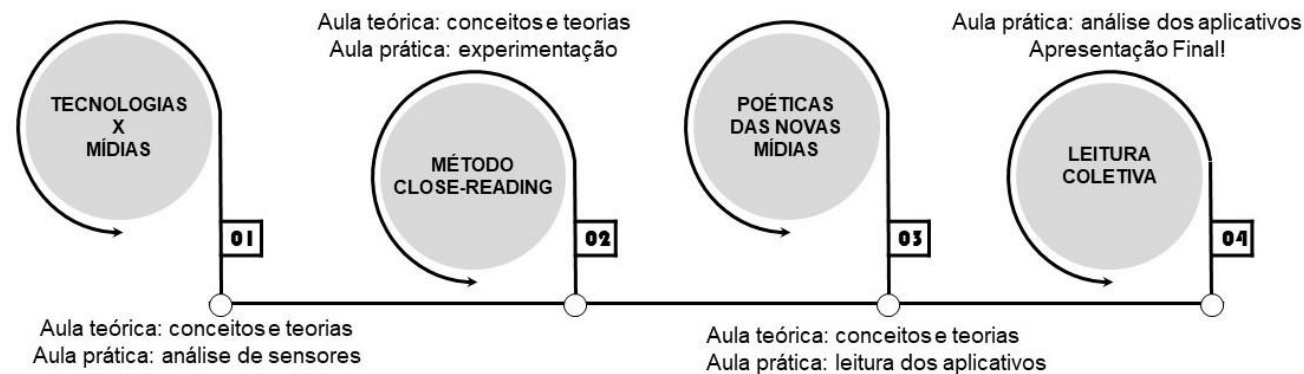 TECNOLOGIAS
X
MÍDIAS
01
Aula teórica: conceitos e teorias
Aula prática: análise de sensores
Aula teórica: conceitos e teorias
Aula prática: experimentação
MÉTODO
CLOSE-READING
02
POÉTICAS
DAS NOVAS
MÍDIAS
03
Aula teórica: conceitos e teorias
Aula prática: leitura dos aplicativos
Aula prática: análise dos aplicativos
Apresentação Final!
LEITURA
COLETIVA
04